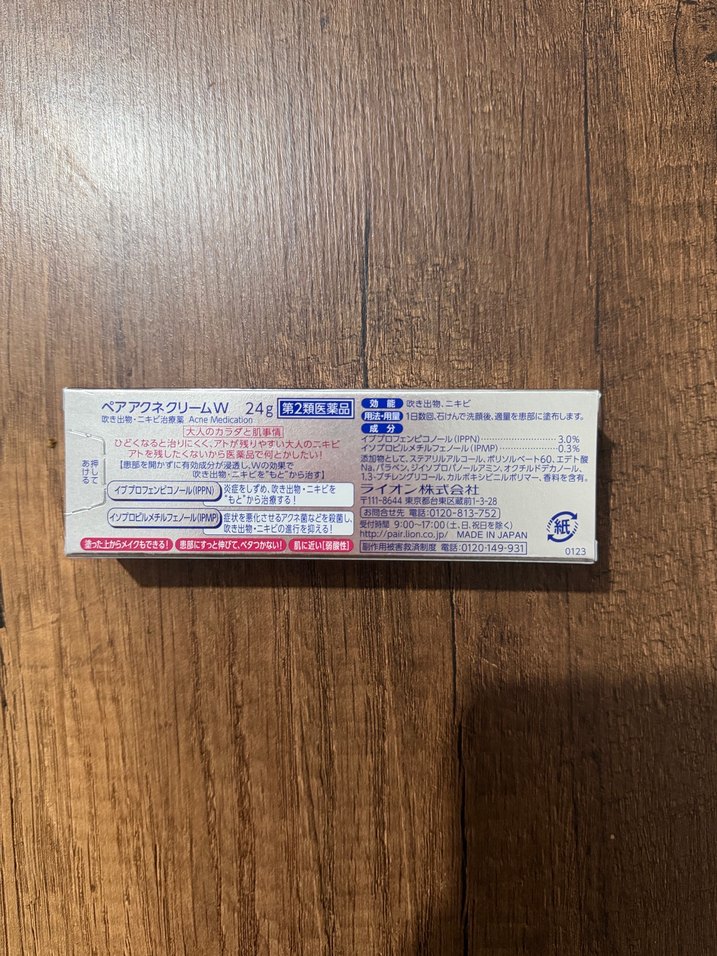 押して
あける
ペア アクネクリームW 24g 第2類医薬品
吹き出物・ニキビ治療薬 Acne Medication
大人のカラダと肌事情
ひどくなると治りにくく、アトが残りやすい大人のニキビ
アトを残したくないから医薬品で何とかしたい!
【患部を開かずに有効成分が浸透し、Wの効果で
吹き出物・ニキビを“もと”から治す】
イブプロフェンピコノール(IPPN) 炎症をしずめ、吹き出物・ニキビを
“もと”から治療する!
イソプロピルメチルフェノール(IPMP) 症状を悪化させるアクネ菌などを殺菌し、
吹き出物・ニキビの進行を抑える!
塗った上からメイクもできる! 患部にすっと伸びて、ベタつかない! 肌に近い[弱酸性]
効能 吹き出物、ニキビ
用法・用量 1日数回、石けんで洗顔後、適量を患部に塗布します。
成分
イブプロフェンピコノール(IPPN)……3.0%
イソプロピルメチルフェノール(IPMP)……0.3%
添加物として、ステアリルアルコール、ポリソルベート60、エデト酸
Na、パラベン、ジイソプロパノールアミン、オクチルドデカノール、
1,3-ブチレングリコール、カルボキシビニルポリマー、香料を含有。
ライオン株式会社
〒111-8644 東京都台東区蔵前1-3-28
お問合せ先 電話:0120-813-752
受付時間 9:00~17:00(土、日、祝日を除く)
http://pair.lion.co.jp/ MADE IN JAPAN
副作用被害救済制度 電話:0120-149-931
紙
0123